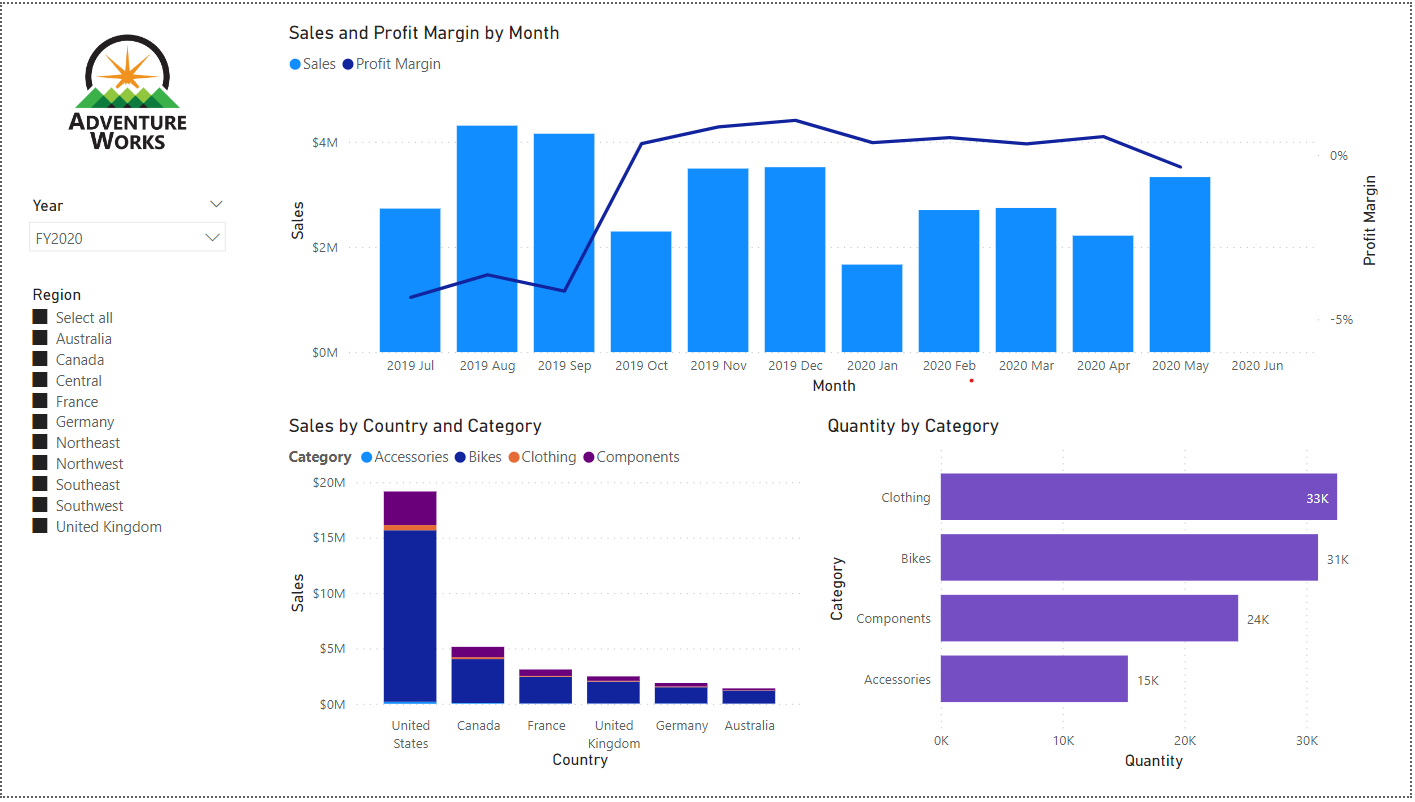 ADVENTURE
WORKS
Year
FY2020
Region
Select all
Australia
Canada
Central
France
Germany
Northeast
Northwest
Southeast
Southwest
United Kingdom
Sales and Profit Margin by Month
Sales Profit Margin
$4M
$2M
$0M
Sales
0%
-5%
Profit Margin
2019 Jul 2019 Aug 2019 Sep 2019 Oct 2019 Nov 2019 Dec 2020 Jan 2020 Feb 2020 Mar 2020 Apr 2020 May 2020 Jun
Month
Sales by Country and Category
Category Accessories Bikes Clothing Components
$20M
$15M
$10M
$5M
$0M
Sales
United States Canada France United Kingdom Germany Australia
Country
Quantity by Category
Category
Clothing 33K
Bikes 31K
Components 24K
Accessories 15K
0K 10K 20K 30K
Quantity